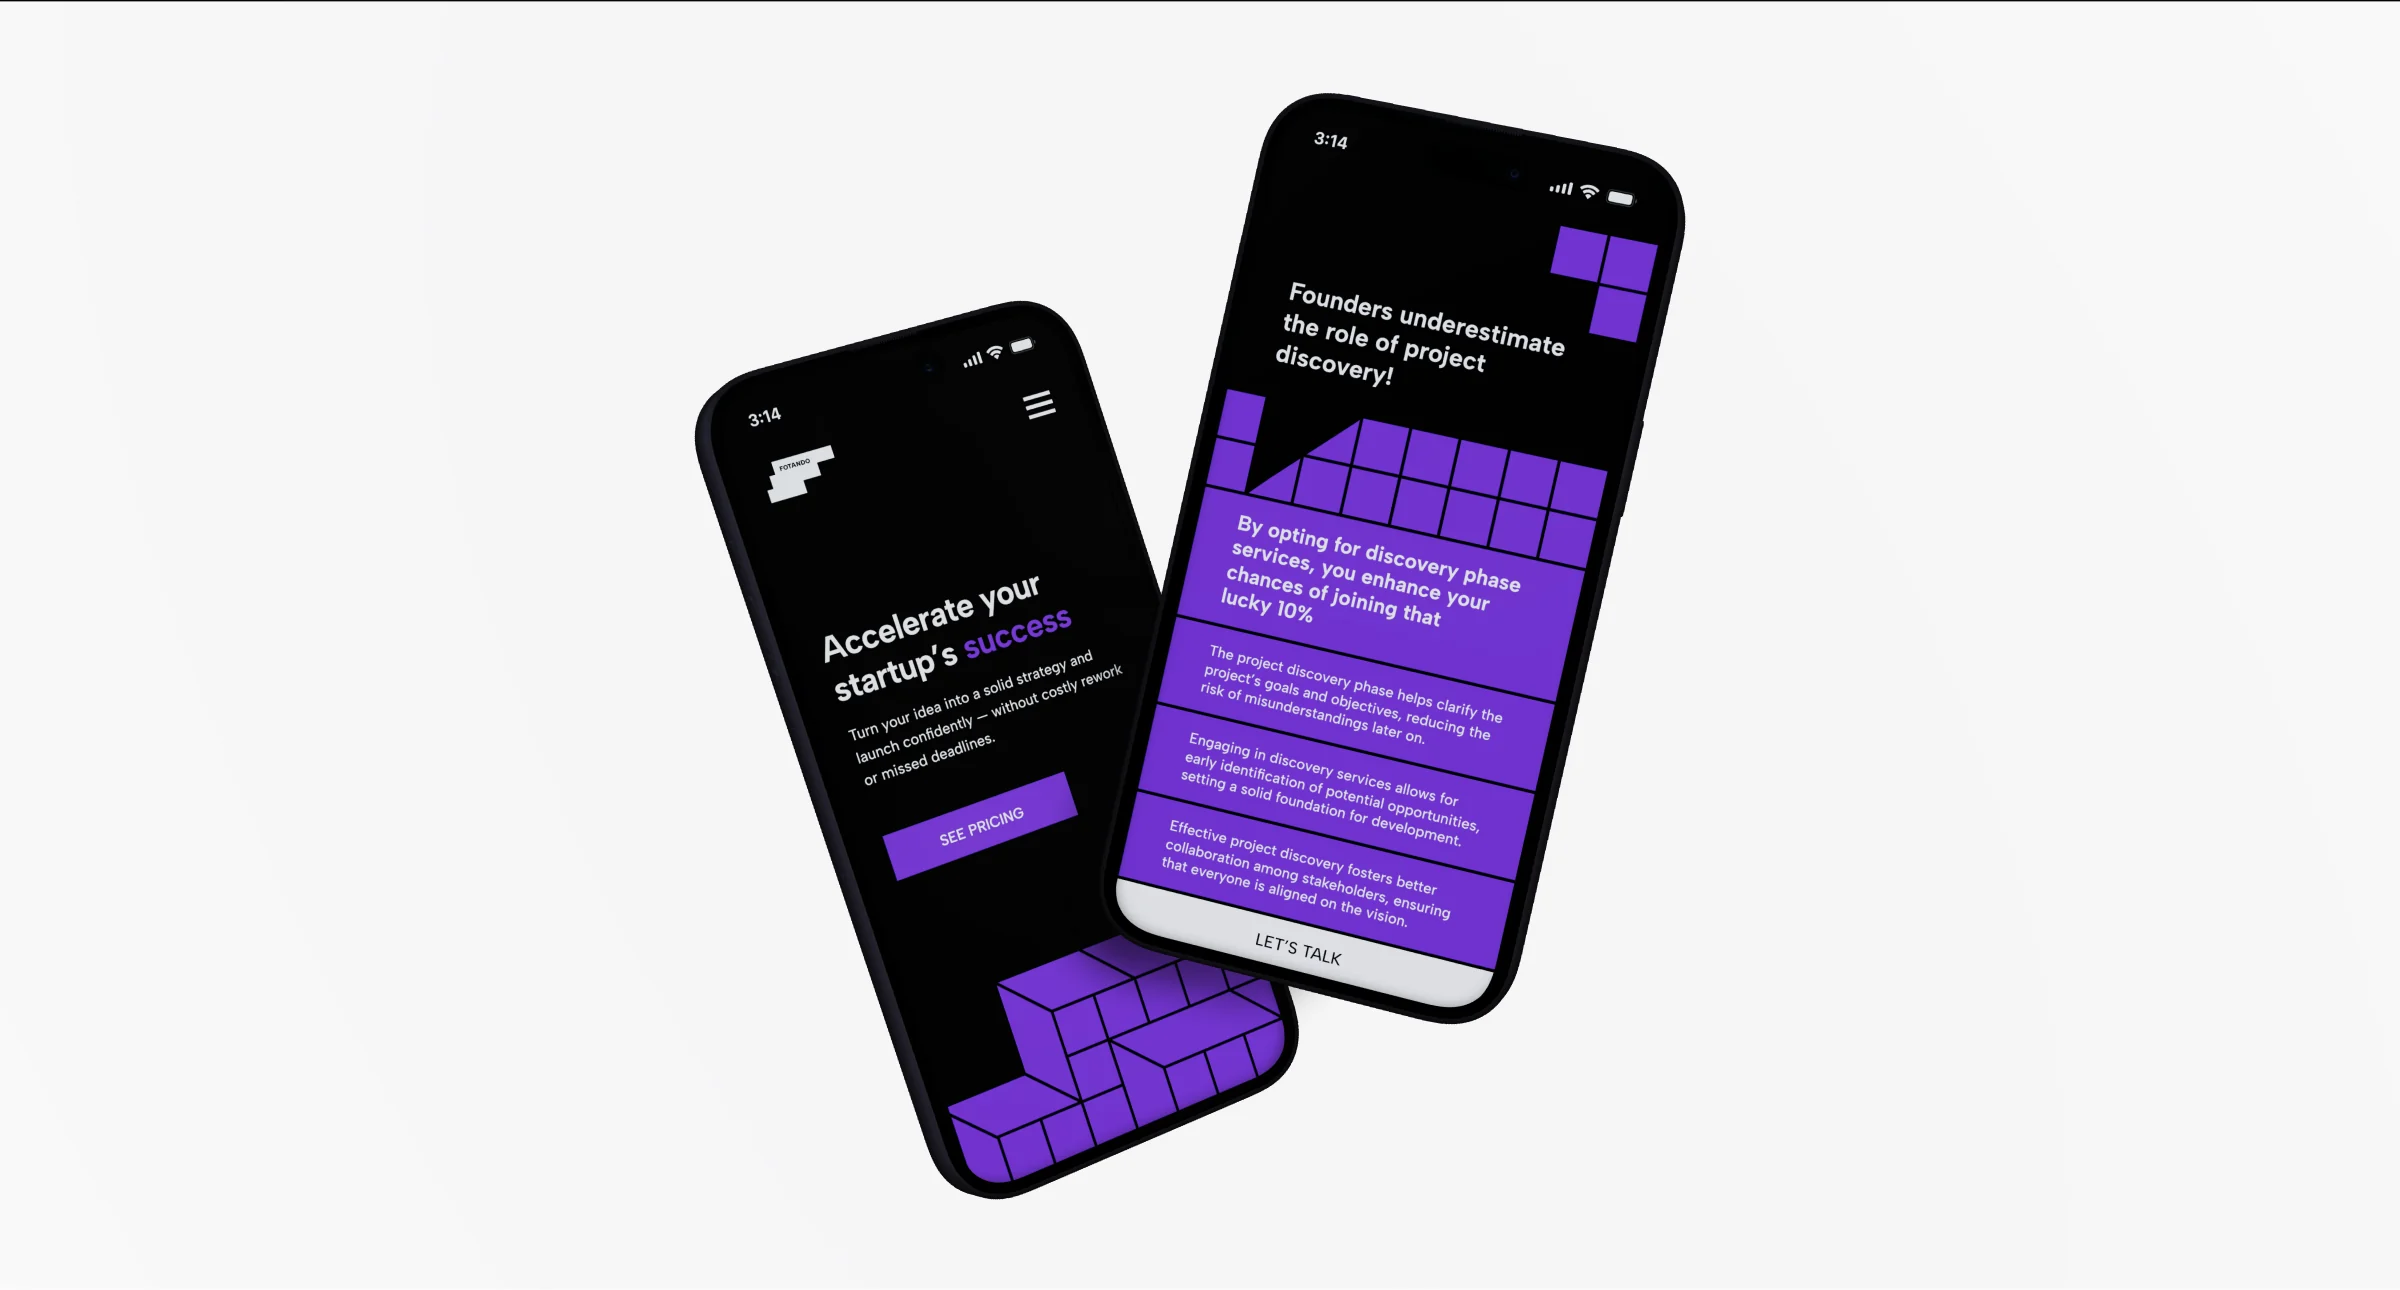 3:14
FOTANDO
Accelerate your
startup's success
Turn your idea into a solid strategy and
launch confidently — without costly rework
or missed deadlines.
SEE PRICING
3:14
Founders underestimate
the role of project
discovery!
By opting for discovery phase
services, you enhance your
chances of joining that
lucky 10%
The project discovery phase helps clarify the
project's goals and objectives, reducing the
risk of misunderstandings later on.
Engaging in discovery services allows for
early identification of potential opportunities,
setting a solid foundation for development.
Effective project discovery fosters better
collaboration among stakeholders, ensuring
that everyone is aligned on the vision.
LET'S TALK